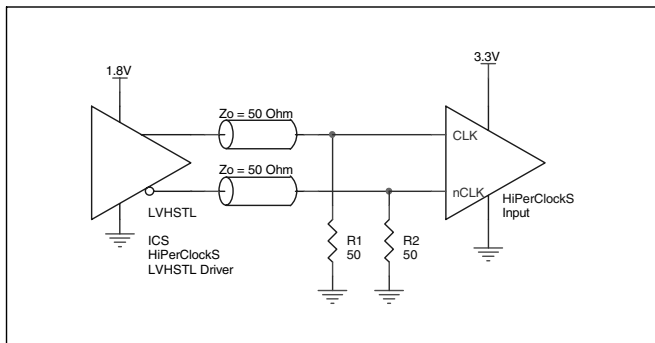 1.8V
3.3V
Zo = 50 Ohm
CLK
Zo = 50 Ohm
nCLK
HiPerClockS
Input
LVHSTL
ICS
HiPerClockS
LVHSTL Driver
R1
50
R2
50